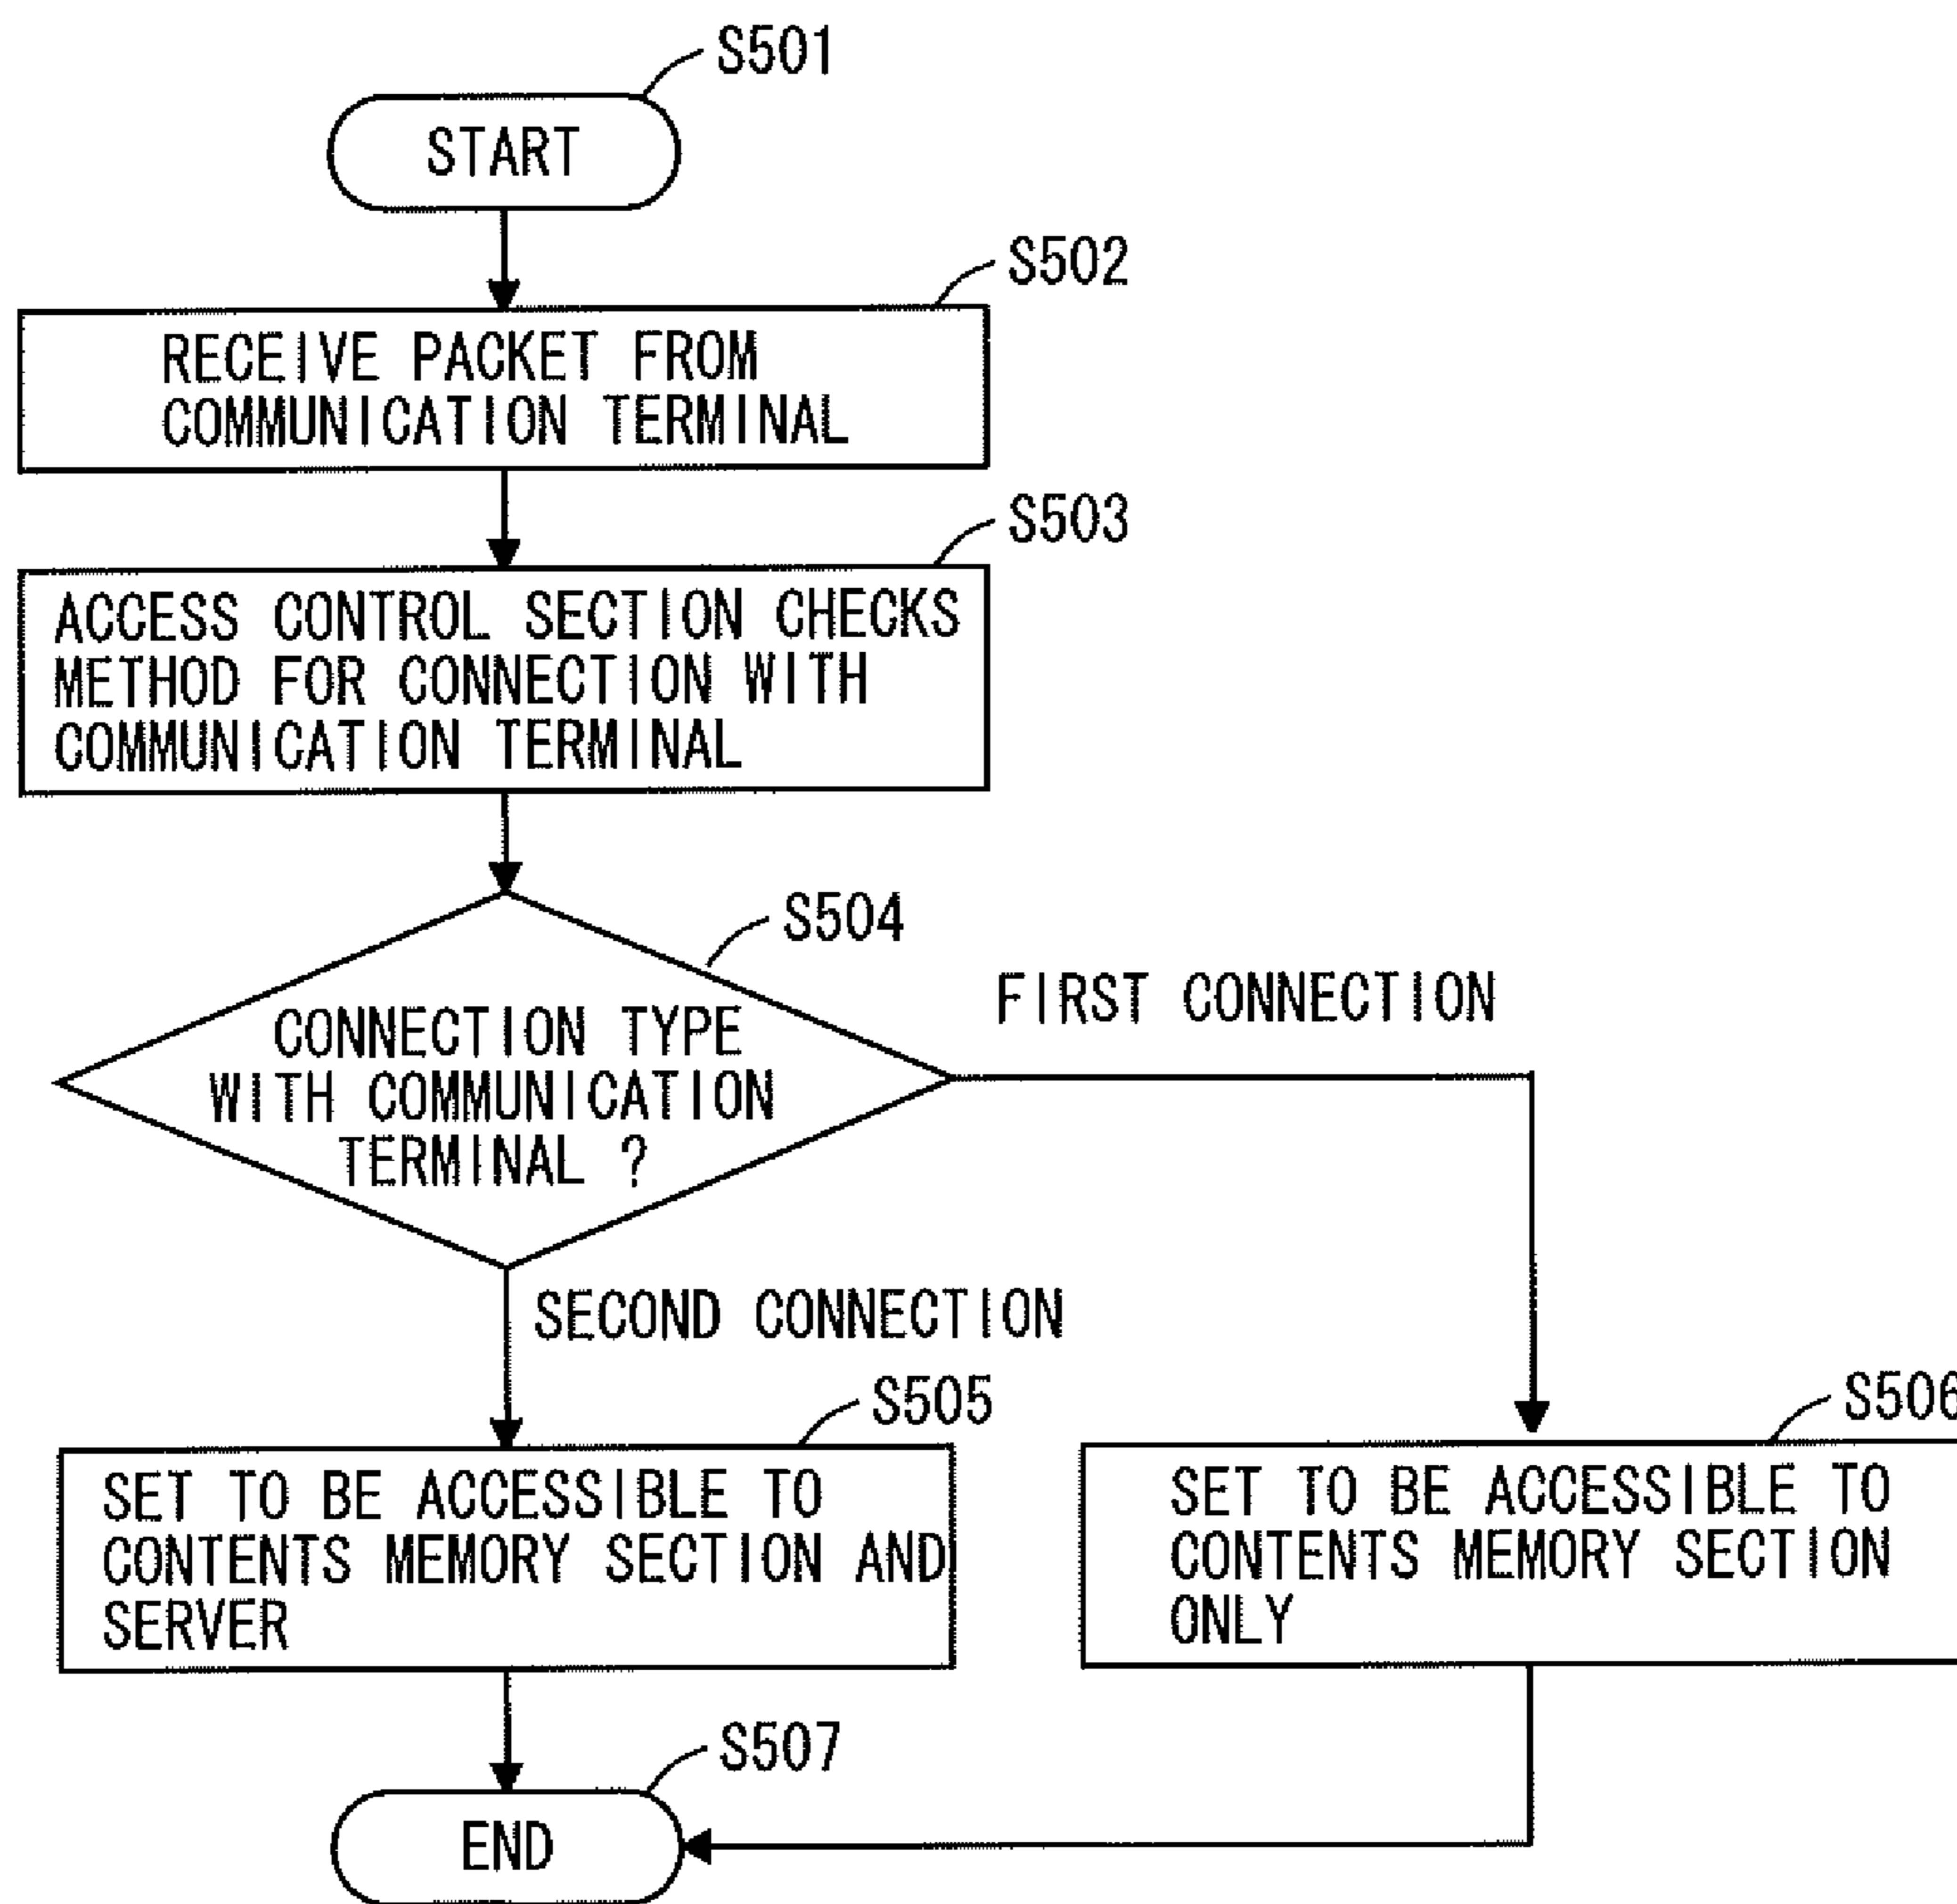 S501
START
S502
RECEIVE PACKET FROM
COMMUNICATION TERMINAL
S503
ACCESS CONTROL SECTION CHECKS
METHOD FOR CONNECTION WITH
COMMUNICATION TERMINAL
S504
CONNECTION TYPE
WITH COMMUNICATION
TERMINAL ?
FIRST CONNECTION
SECOND CONNECTION
S505
SET TO BE ACCESSIBLE TO
CONTENTS MEMORY SECTION AND
SERVER
S506
SET TO BE ACCESSIBLE TO
CONTENTS MEMORY SECTION
ONLY
S507
END